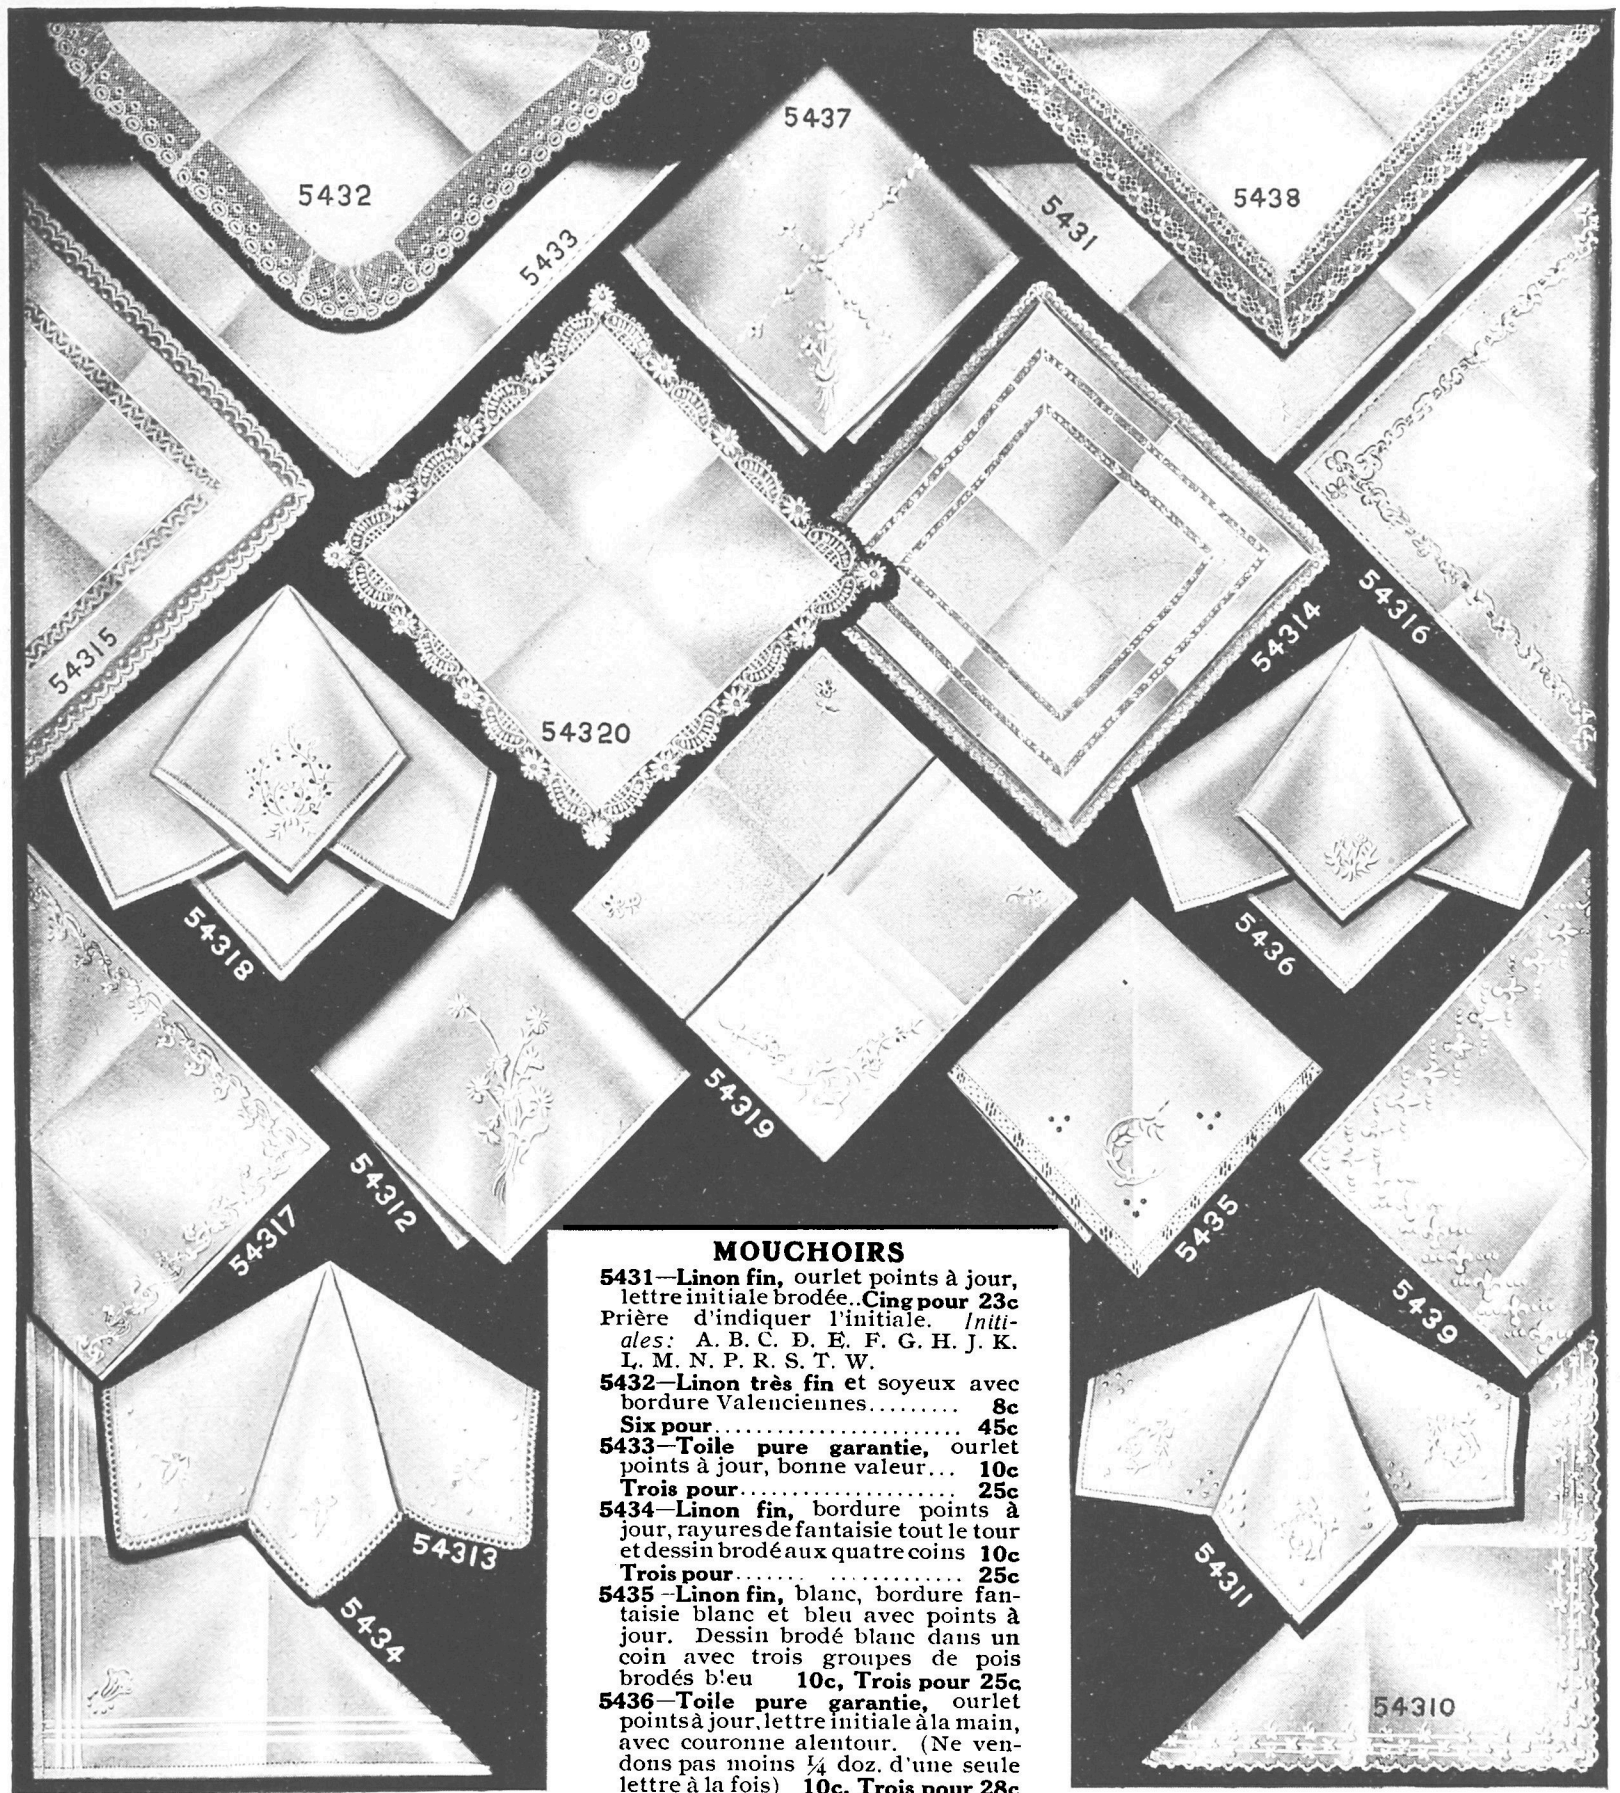 5432
5437
5438
5433
5431
54315
54320
54314
54316
54318
5436
54317
54312
54319
5435
5439
54313
5434
54311
54310
MOUCHOIRS
5431—Linon fin, ourlet points à jour,
lettre initiale brodée..Cinq pour 23c
Prière d'indiquer l'initiale. Initi-
ales: A. B. C. D. E. F. G. H. J. K.
L. M. N. P. R. S. T. W.
5432—Linon très fin et soyeux avec
bordure Valenciennes......... 8c
Six pour........................ 45c
5433—Toile pure garantie, ourlet
points à jour, bonne valeur... 10c
Trois pour..................... 25c
5434—Linon fin, bordure points à
jour, rayures de fantaisie tout le tour
et dessin brodé aux quatre coins 10c
Trois pour....... ............. 25c
5435 —Linon fin, blanc, bordure fan-
taisie blanc et bleu avec points à
jour. Dessin brodé blanc dans un
coin avec trois groupes de pois
brodés bleu 10c, Trois pour 25c
5436—Toile pure garantie, ourlet
points à jour, lettre initiale à la main,
avec couronne alentour. (Ne ven-
dons pas moins ¼ doz. d'une seule
lettre à la fois) 10c, Trois pour 28c